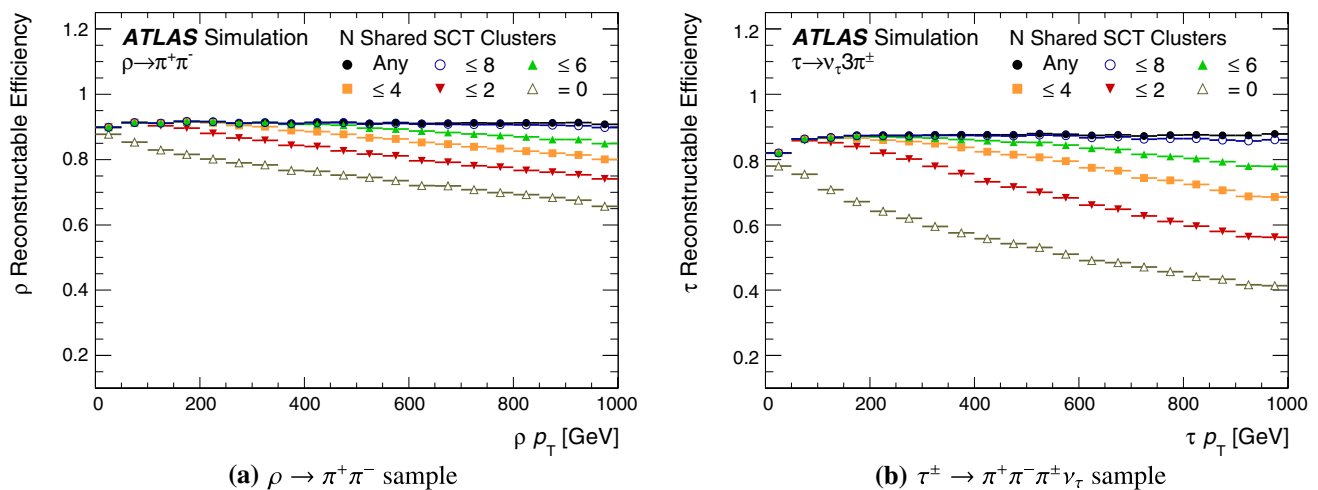 ATLAS Simulation
ρ→π⁺π⁻
N Shared SCT Clusters
Any ≤ 8 ≤ 6
≤ 4 ≤ 2 = 0
ρ Reconstructable Efficiency
1.2
1
0.8
0.6
0.4
0.2
0 200 400 600 800 1000
ρ p_T [GeV]
(a) ρ → π⁺π⁻ sample
ATLAS Simulation
τ→ν_τ3π^±
N Shared SCT Clusters
Any ≤ 8 ≤ 6
≤ 4 ≤ 2 = 0
τ Reconstructable Efficiency
1.2
1
0.8
0.6
0.4
0.2
0 200 400 600 800 1000
τ p_T [GeV]
(b) τ^± → π⁺π⁻π^±ν_τ sample